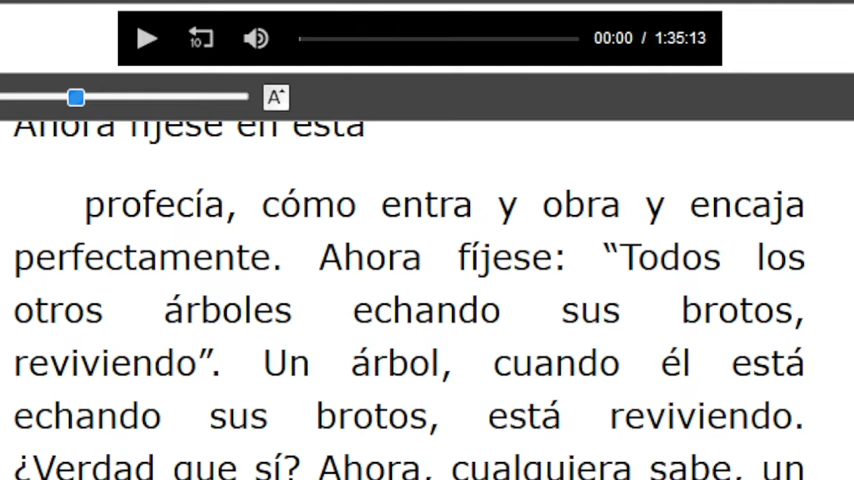 10
00:00 / 1:35:13
A
Ahora fíjese en esta
profecía, cómo entra y obra y encaja
perfectamente. Ahora fíjese: “Todos los
otros árboles echando sus brotos,
reviviendo”. Un árbol, cuando él está
echando sus brotos, está reviviendo.
¿Verdad que sí? Ahora, cualquiera sabe, un